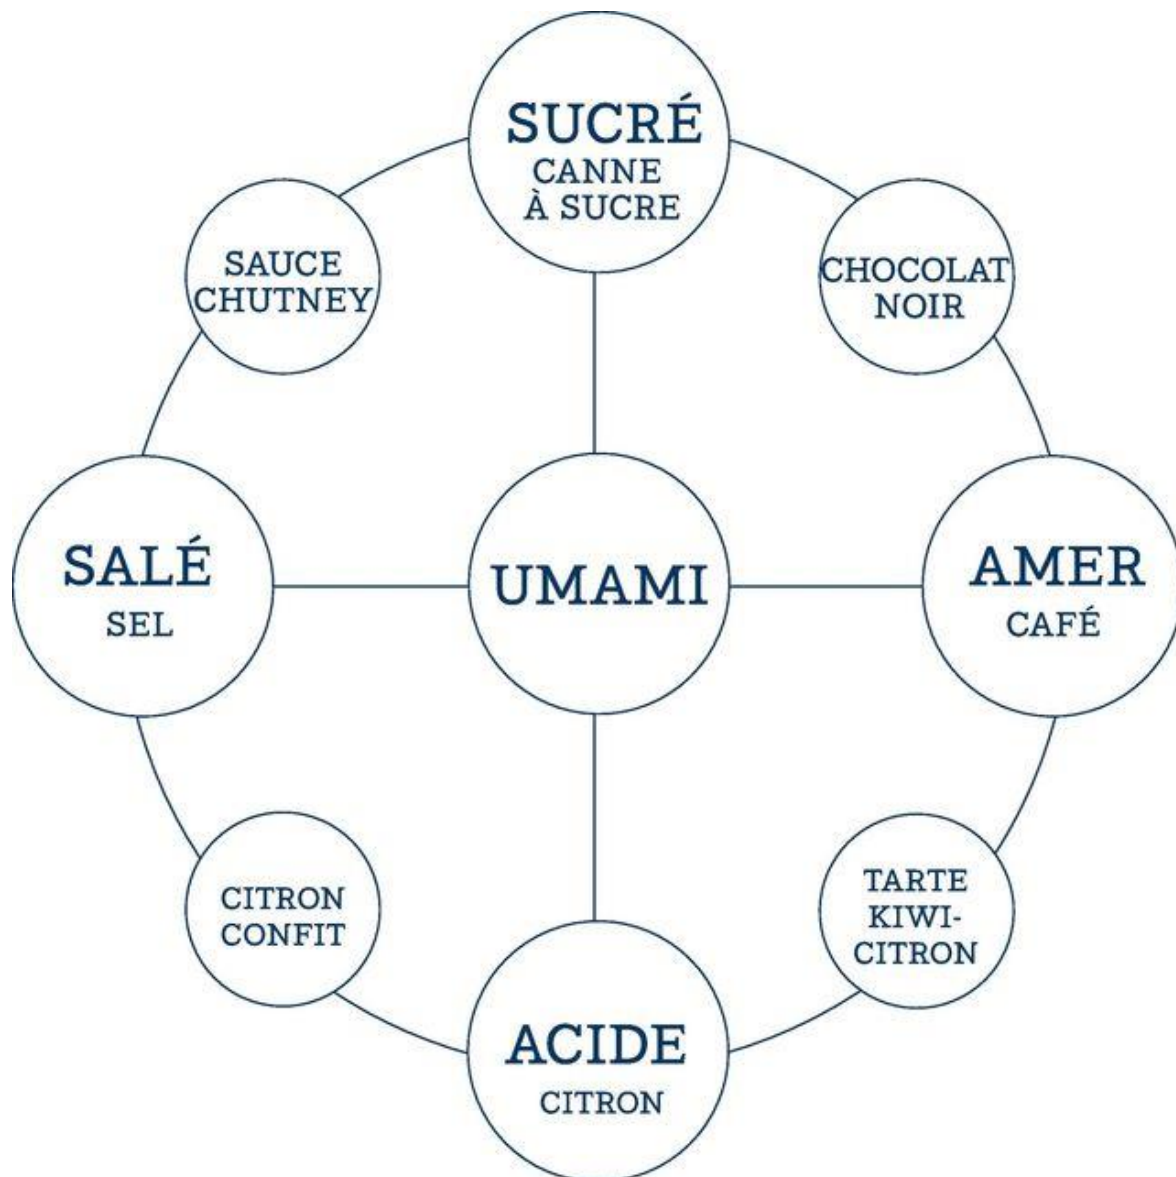 SUCRÉ
CANNE
À SUCRE
SAUCE
CHUTNEY
CHOCOLAT
NOIR
SALÉ
SEL
UMAMI
AMER
CAFÉ
CITRON
CONFIT
TARTE
KIWI-
CITRON
ACIDE
CITRON